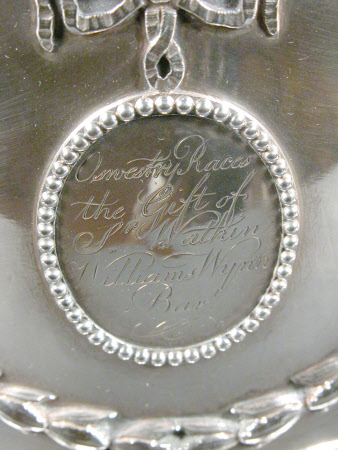 Oswestry Races
the Gift of
Sr. Watkin
Williams Wynn
Bart